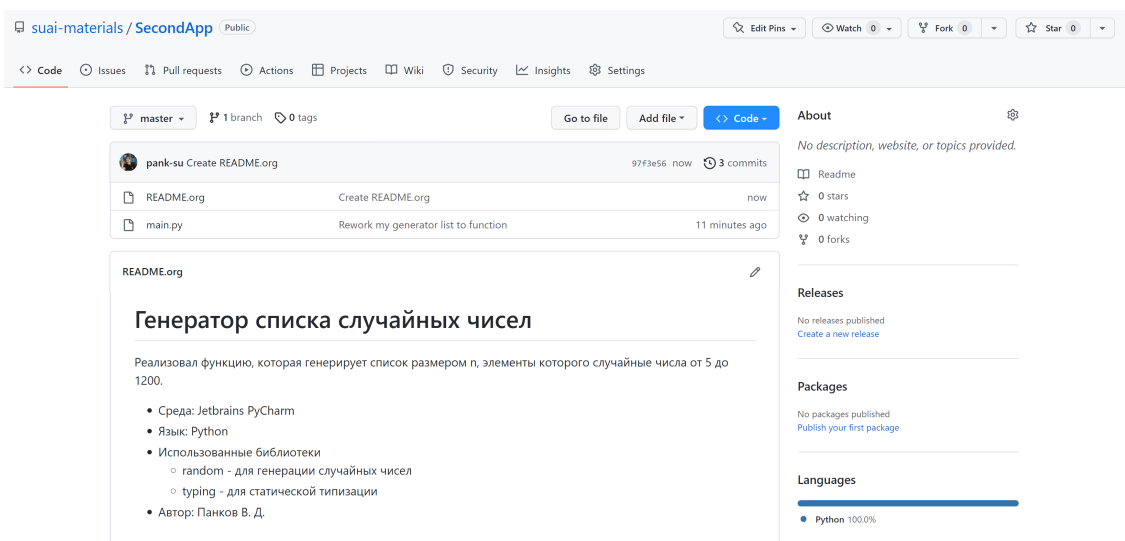 suai-materials / SecondApp Public
Edit Pins Watch 0 Fork 0 Star 0
Code Issues Pull requests Actions Projects Wiki Security Insights Settings
master 1 branch 0 tags
Go to file Add file Code
pank-su Create README.org 97f3e56 now 3 commits
README.org Create README.org now
main.py Rework my generator list to function 11 minutes ago
README.org
Генератор списка случайных чисел
Реализовал функцию, которая генерирует список размером n, элементы которого случайные числа от 5 до
1200.
Среда: Jetbrains PyCharm
Язык: Python
Использованные библиотеки
random - для генерации случайных чисел
typing - для статической типизации
Автор: Панков В. Д.
About
No description, website, or topics provided.
Readme
0 stars
0 watching
0 forks
Releases
No releases published
Create a new release
Packages
No packages published
Publish your first package
Languages
Python 100.0%